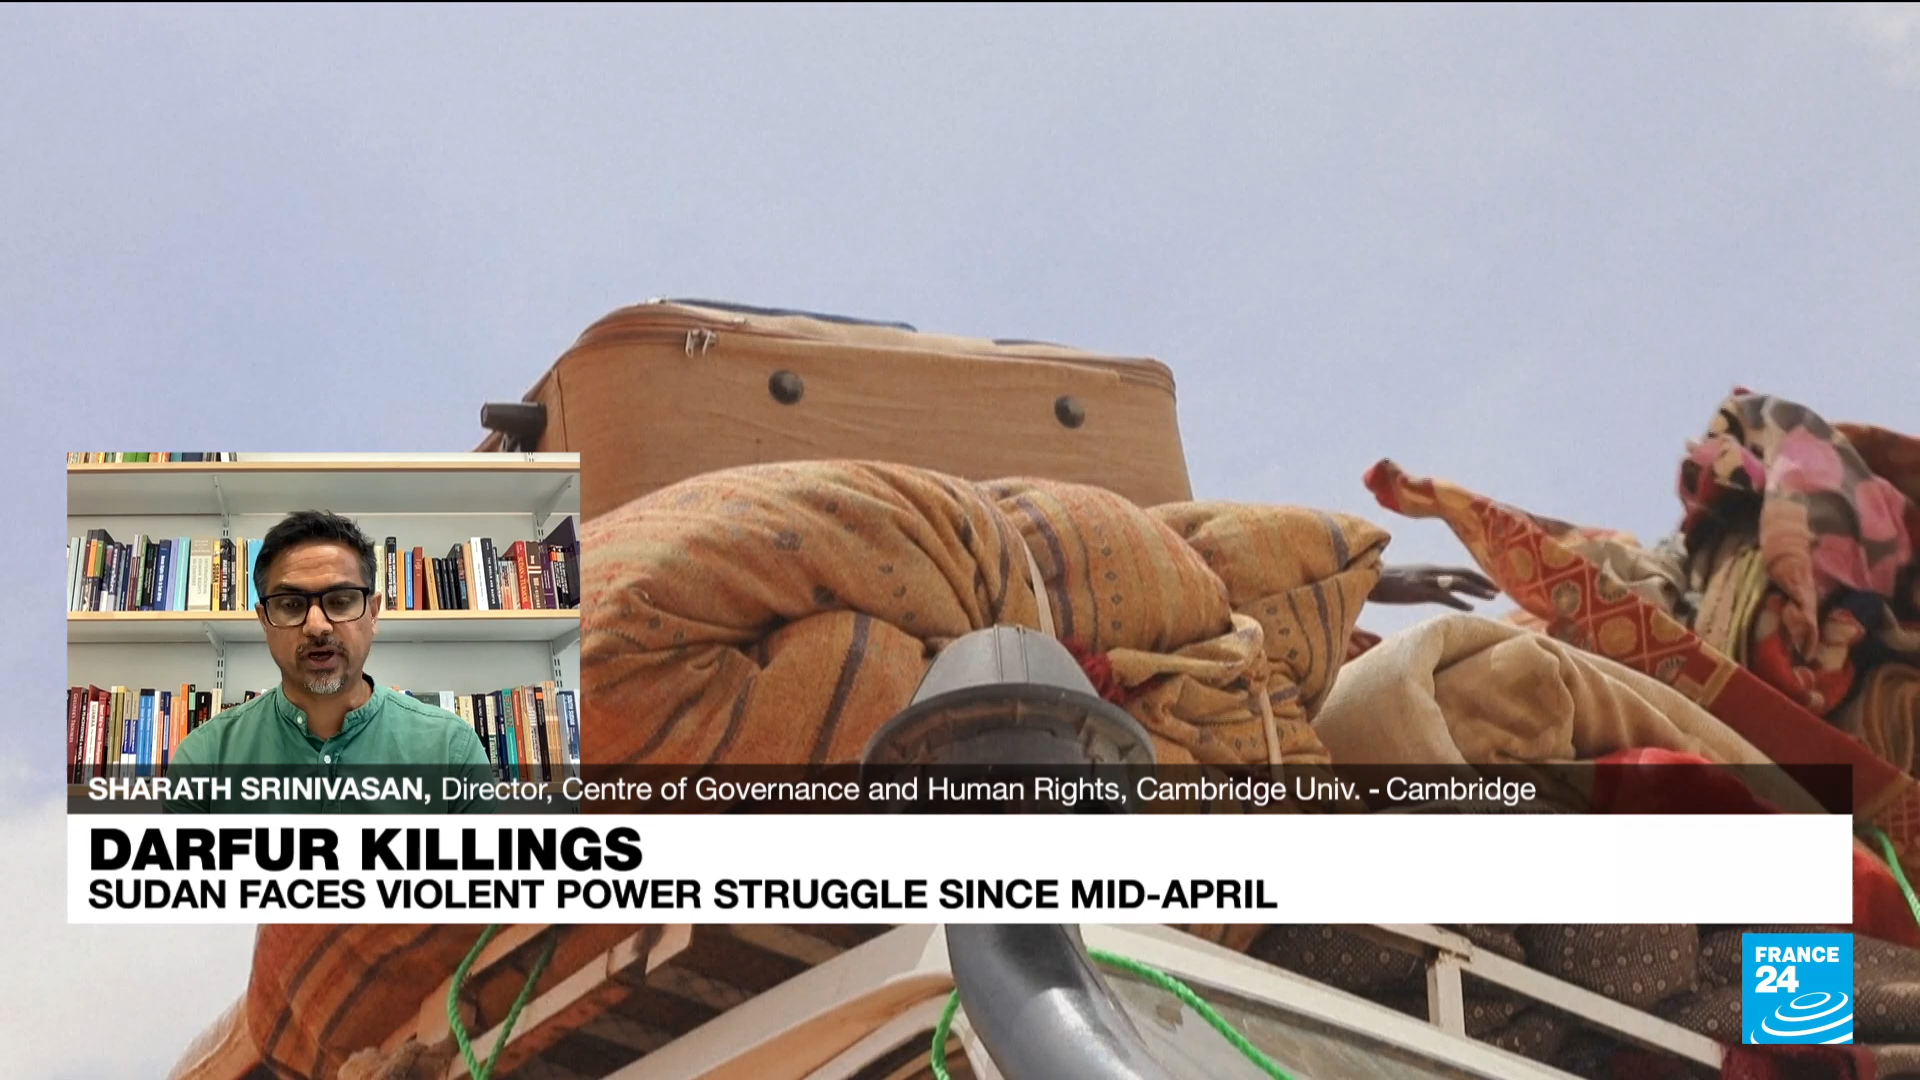 SHARATH SRINIVASAN, Director, Centre of Governance and Human Rights, Cambridge Univ. - Cambridge
DARFUR KILLINGS
SUDAN FACES VIOLENT POWER STRUGGLE SINCE MID-APRIL
FRANCE
24